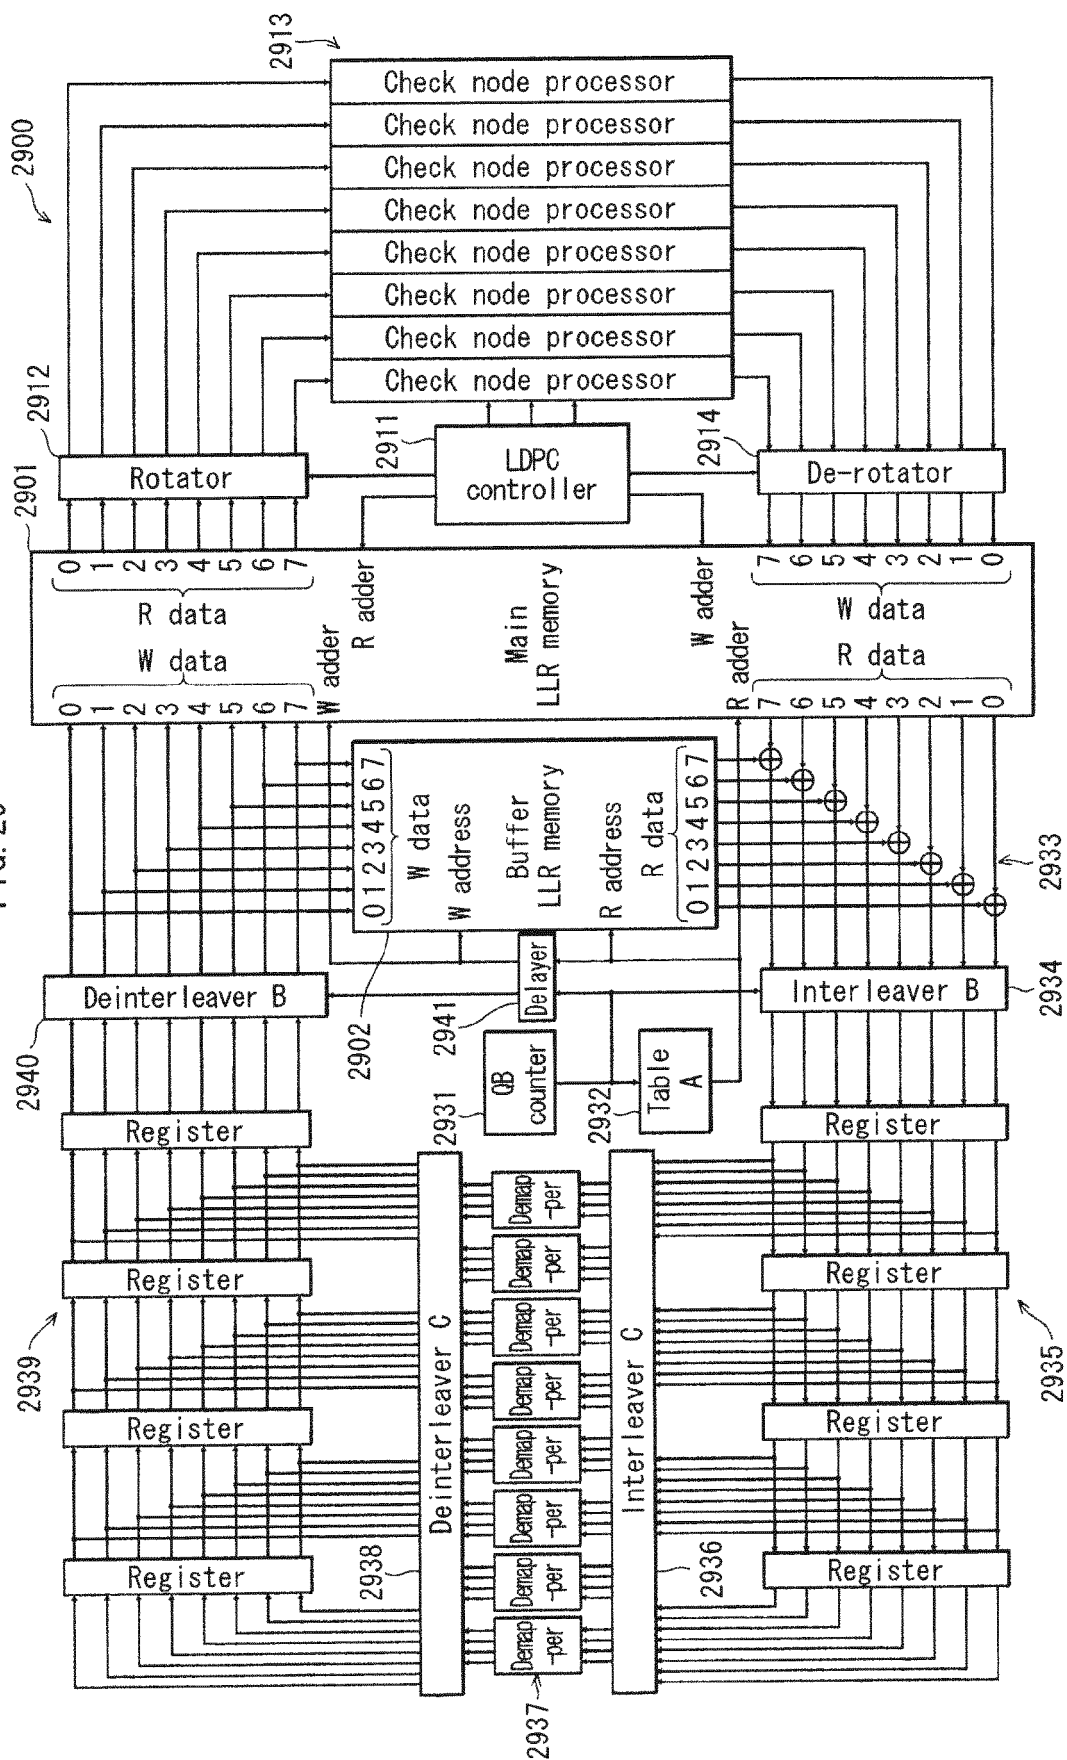 FIG. 29
2900
2913
Check node processor
Check node processor
Check node processor
Check node processor
Check node processor
Check node processor
Check node processor
Check node processor
2912
Rotator
2911
LDPC
controller
2914
De-rotator
2901
0 1 2 3 4 5 6 7
R data
R adder
W adder
7 6 5 4 3 2 1 0
W data
Main
LLR memory
W data
0 1 2 3 4 5 6 7
W adder
R adder
R data
7 6 5 4 3 2 1 0
0 1 2 3 4 5 6 7
W data
W address
Buffer
LLR memory
R address
R data
0 1 2 3 4 5 6 7
2902
2933
2940
Deinterleaver B
2941
Delayer
Interleaver B
2934
2931
QB
counter
2932
Table
A
Register
Register
Register
Register
2939
Deinterleaver C
2938
Demap
-per
Demap
-per
Demap
-per
Demap
-per
Demap
-per
Demap
-per
Demap
-per
Demap
-per
2937
Interleaver C
2936
Register
Register
Register
Register
2935